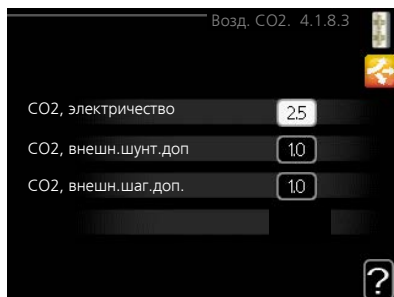 Возд. CO2. 4.1.8.3
CO2, электричество 2.5
CO2, внешн.шунт.доп 1.0
CO2, внешн.шаг.доп. 1.0
?